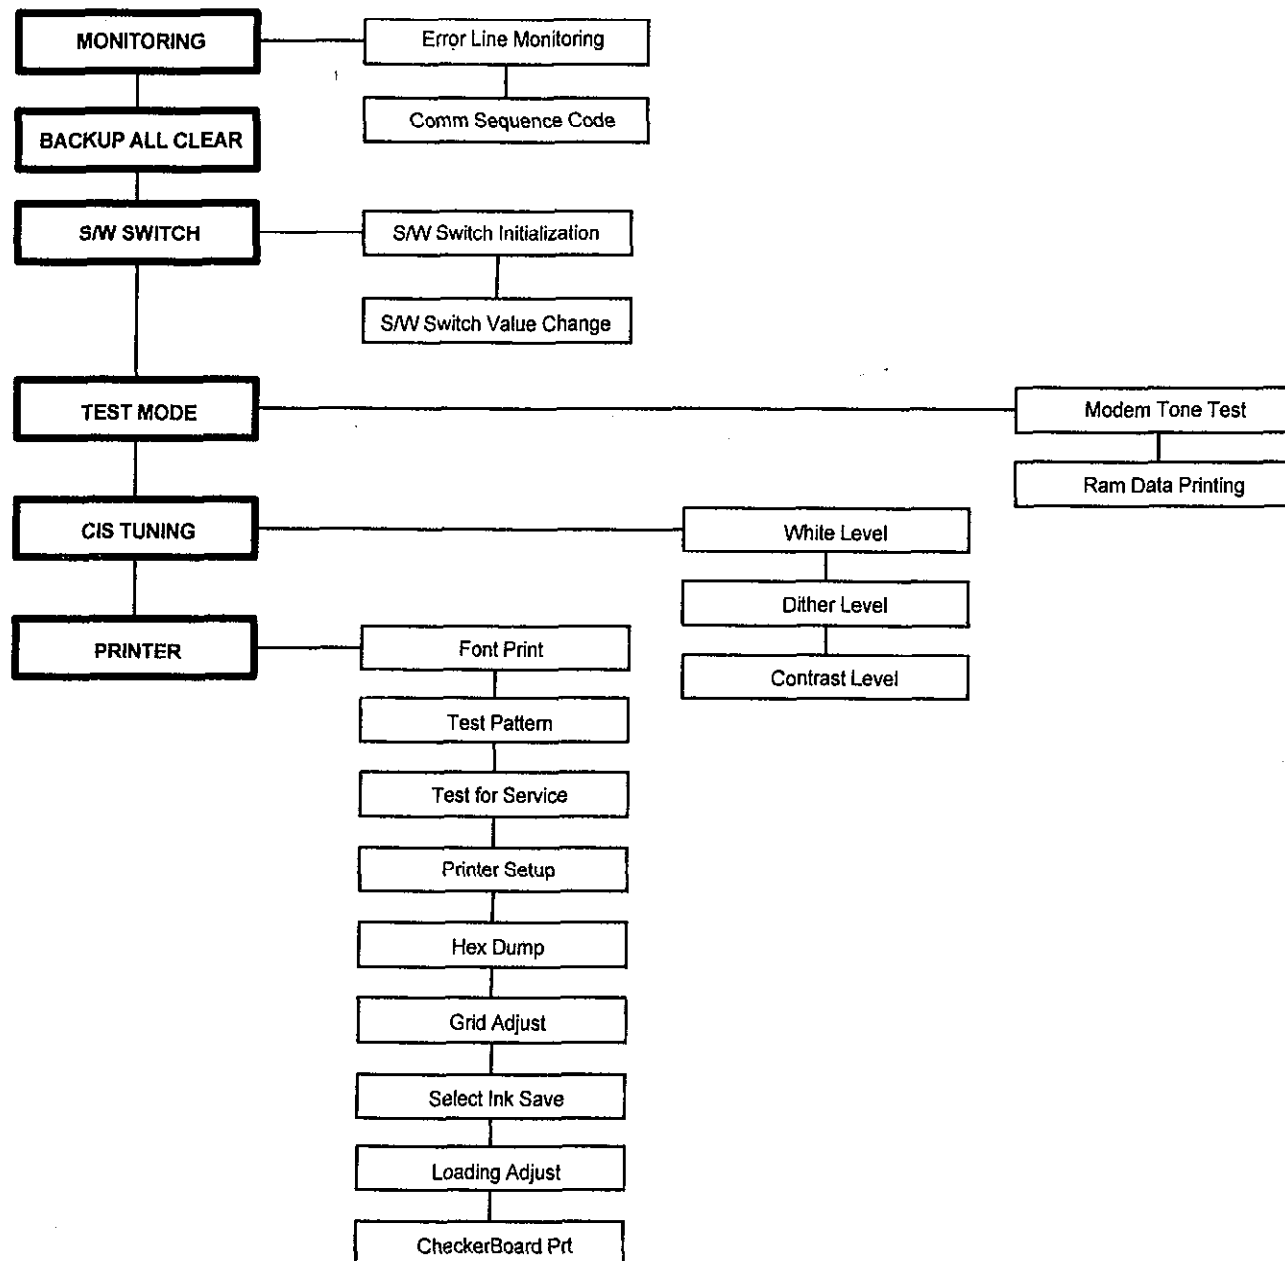 MONITORING
Error Line Monitoring
Comm Sequence Code
BACKUP ALL CLEAR
S/W SWITCH
S/W Switch Initialization
S/W Switch Value Change
TEST MODE
Modem Tone Test
Ram Data Printing
CIS TUNING
White Level
Dither Level
Contrast Level
PRINTER
Font Print
Test Pattern
Test for Service
Printer Setup
Hex Dump
Grid Adjust
Select Ink Save
Loading Adjust
CheckerBoard Prt